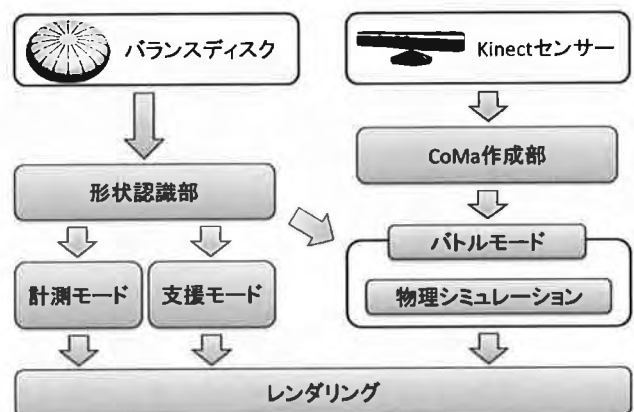 バランスディスク
Kinectセンサー
CoMa作成部
形状認識部
バトルモード
計測モード
支援モード
物理シミュレーション
レンダリング